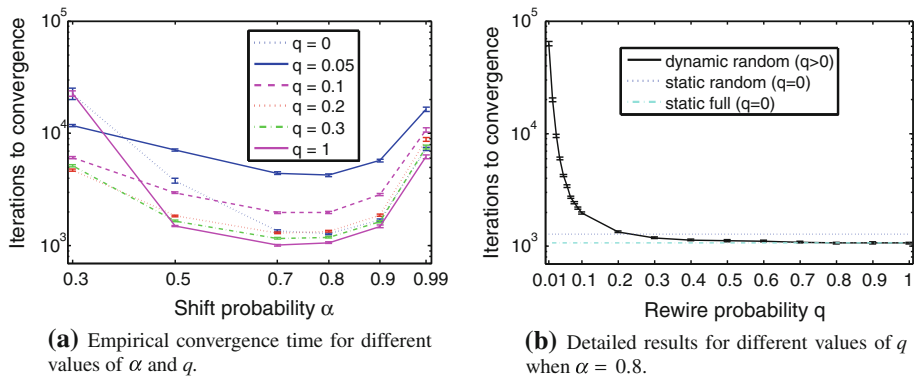 10^5
10^4
10^3
Iterions to convergence
q = 0
q = 0.05
q = 0.1
q = 0.2
q = 0.3
q = 1
0.3 0.5 0.7 0.8 0.9 0.99
Shift probability α
(a) Empirical convergence time for different
values of α and q.
10^5
10^4
10^3
Iterions to convergence
dynamic random (q>0)
static random (q=0)
static full (q=0)
0.01 0.1 0.2 0.3 0.4 0.5 0.6 0.7 0.8 0.9 1
Rewire probability q
(b) Detailed results for different values of q
when α = 0.8.